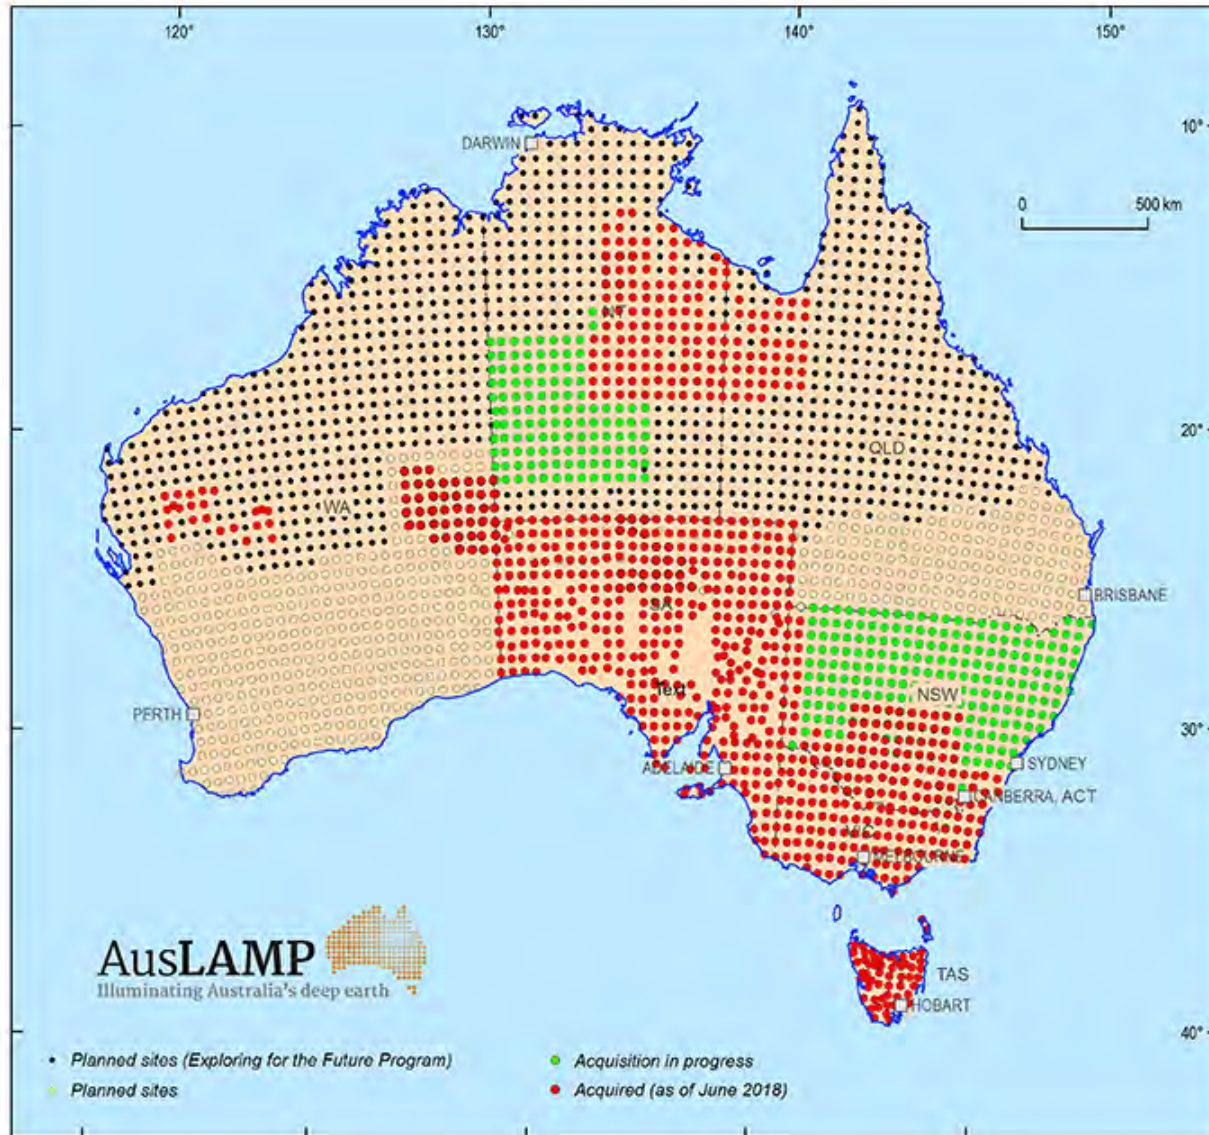 120°
130°
140°
150°
10°
DARWIN
0
500 km
NT
20°
QLD
WA
BRISBANE
SA
Text
NSW
PERTH
30°
ADELAIDE
SYDNEY
CANBERRA, ACT
VIC
MELBOURNE
AusLAMP
Illuminating Australia's deep earth
TAS
HOBART
40°
Planned sites (Exploring for the Future Program)
Acquisition in progress
Planned sites
Acquired (as of June 2018)